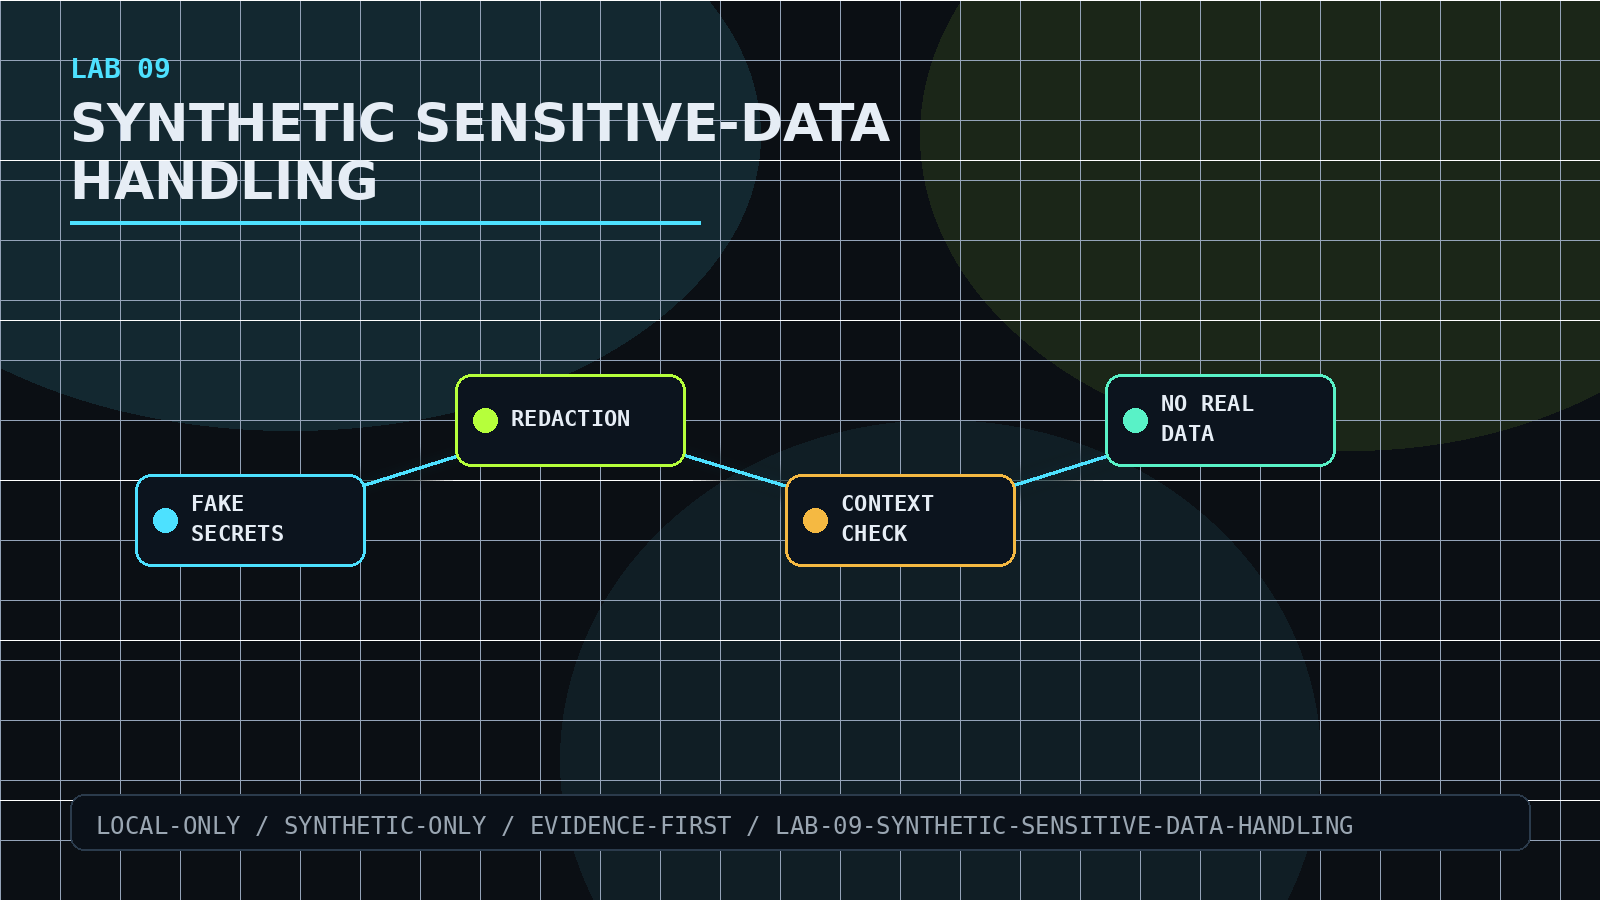 LAB 09
SYNTHETIC SENSITIVE-DATA
HANDLING
FAKE
SECRETS
REDACTION
CONTEXT
CHECK
NO REAL
DATA
LOCAL-ONLY / SYNTHETIC-ONLY / EVIDENCE-FIRST / LAB-09-SYNTHETIC-SENSITIVE-DATA-HANDLING